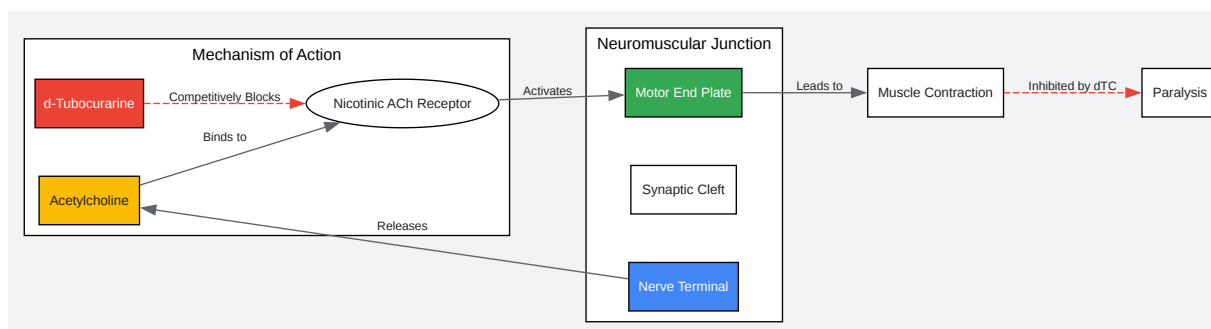 Mechanism of Action
Neuromuscular Junction
d-Tubocurarine
Competitively Blocks
Nicotinic ACh Receptor
Activates
Motor End Plate
Leads to
Muscle Contraction
Inhibited by dTC
Paralysis
Binds to
Acetylcholine
Synaptic Cleft
Releases
Nerve Terminal